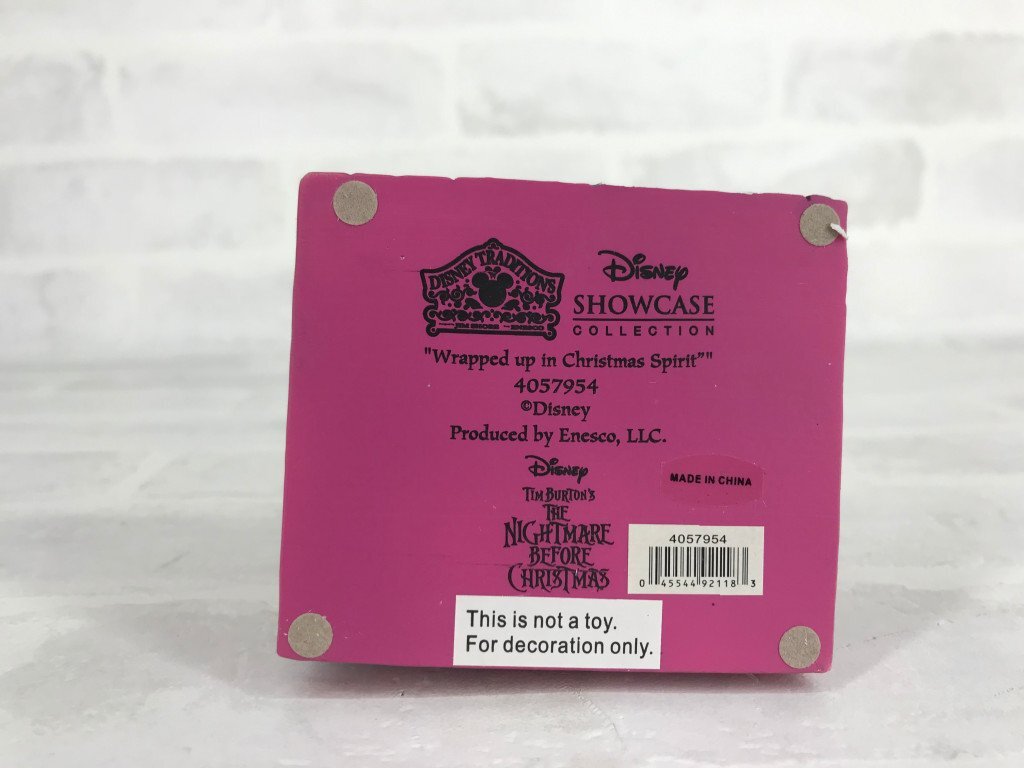 DISNEY TRADITIONS
JIM SHORE ENESCO
Disney
SHOWCASE
COLLECTION
"Wrapped up in Christmas Spirit”"
4057954
©Disney
Produced by Enesco, LLC.
Disney
TIM BURTON'S
THE
NIGHTMARE
BEFORE
CHRISTMAS
MADE IN CHINA
4057954
0 45544 92118 3
This is not a toy.
For decoration only.